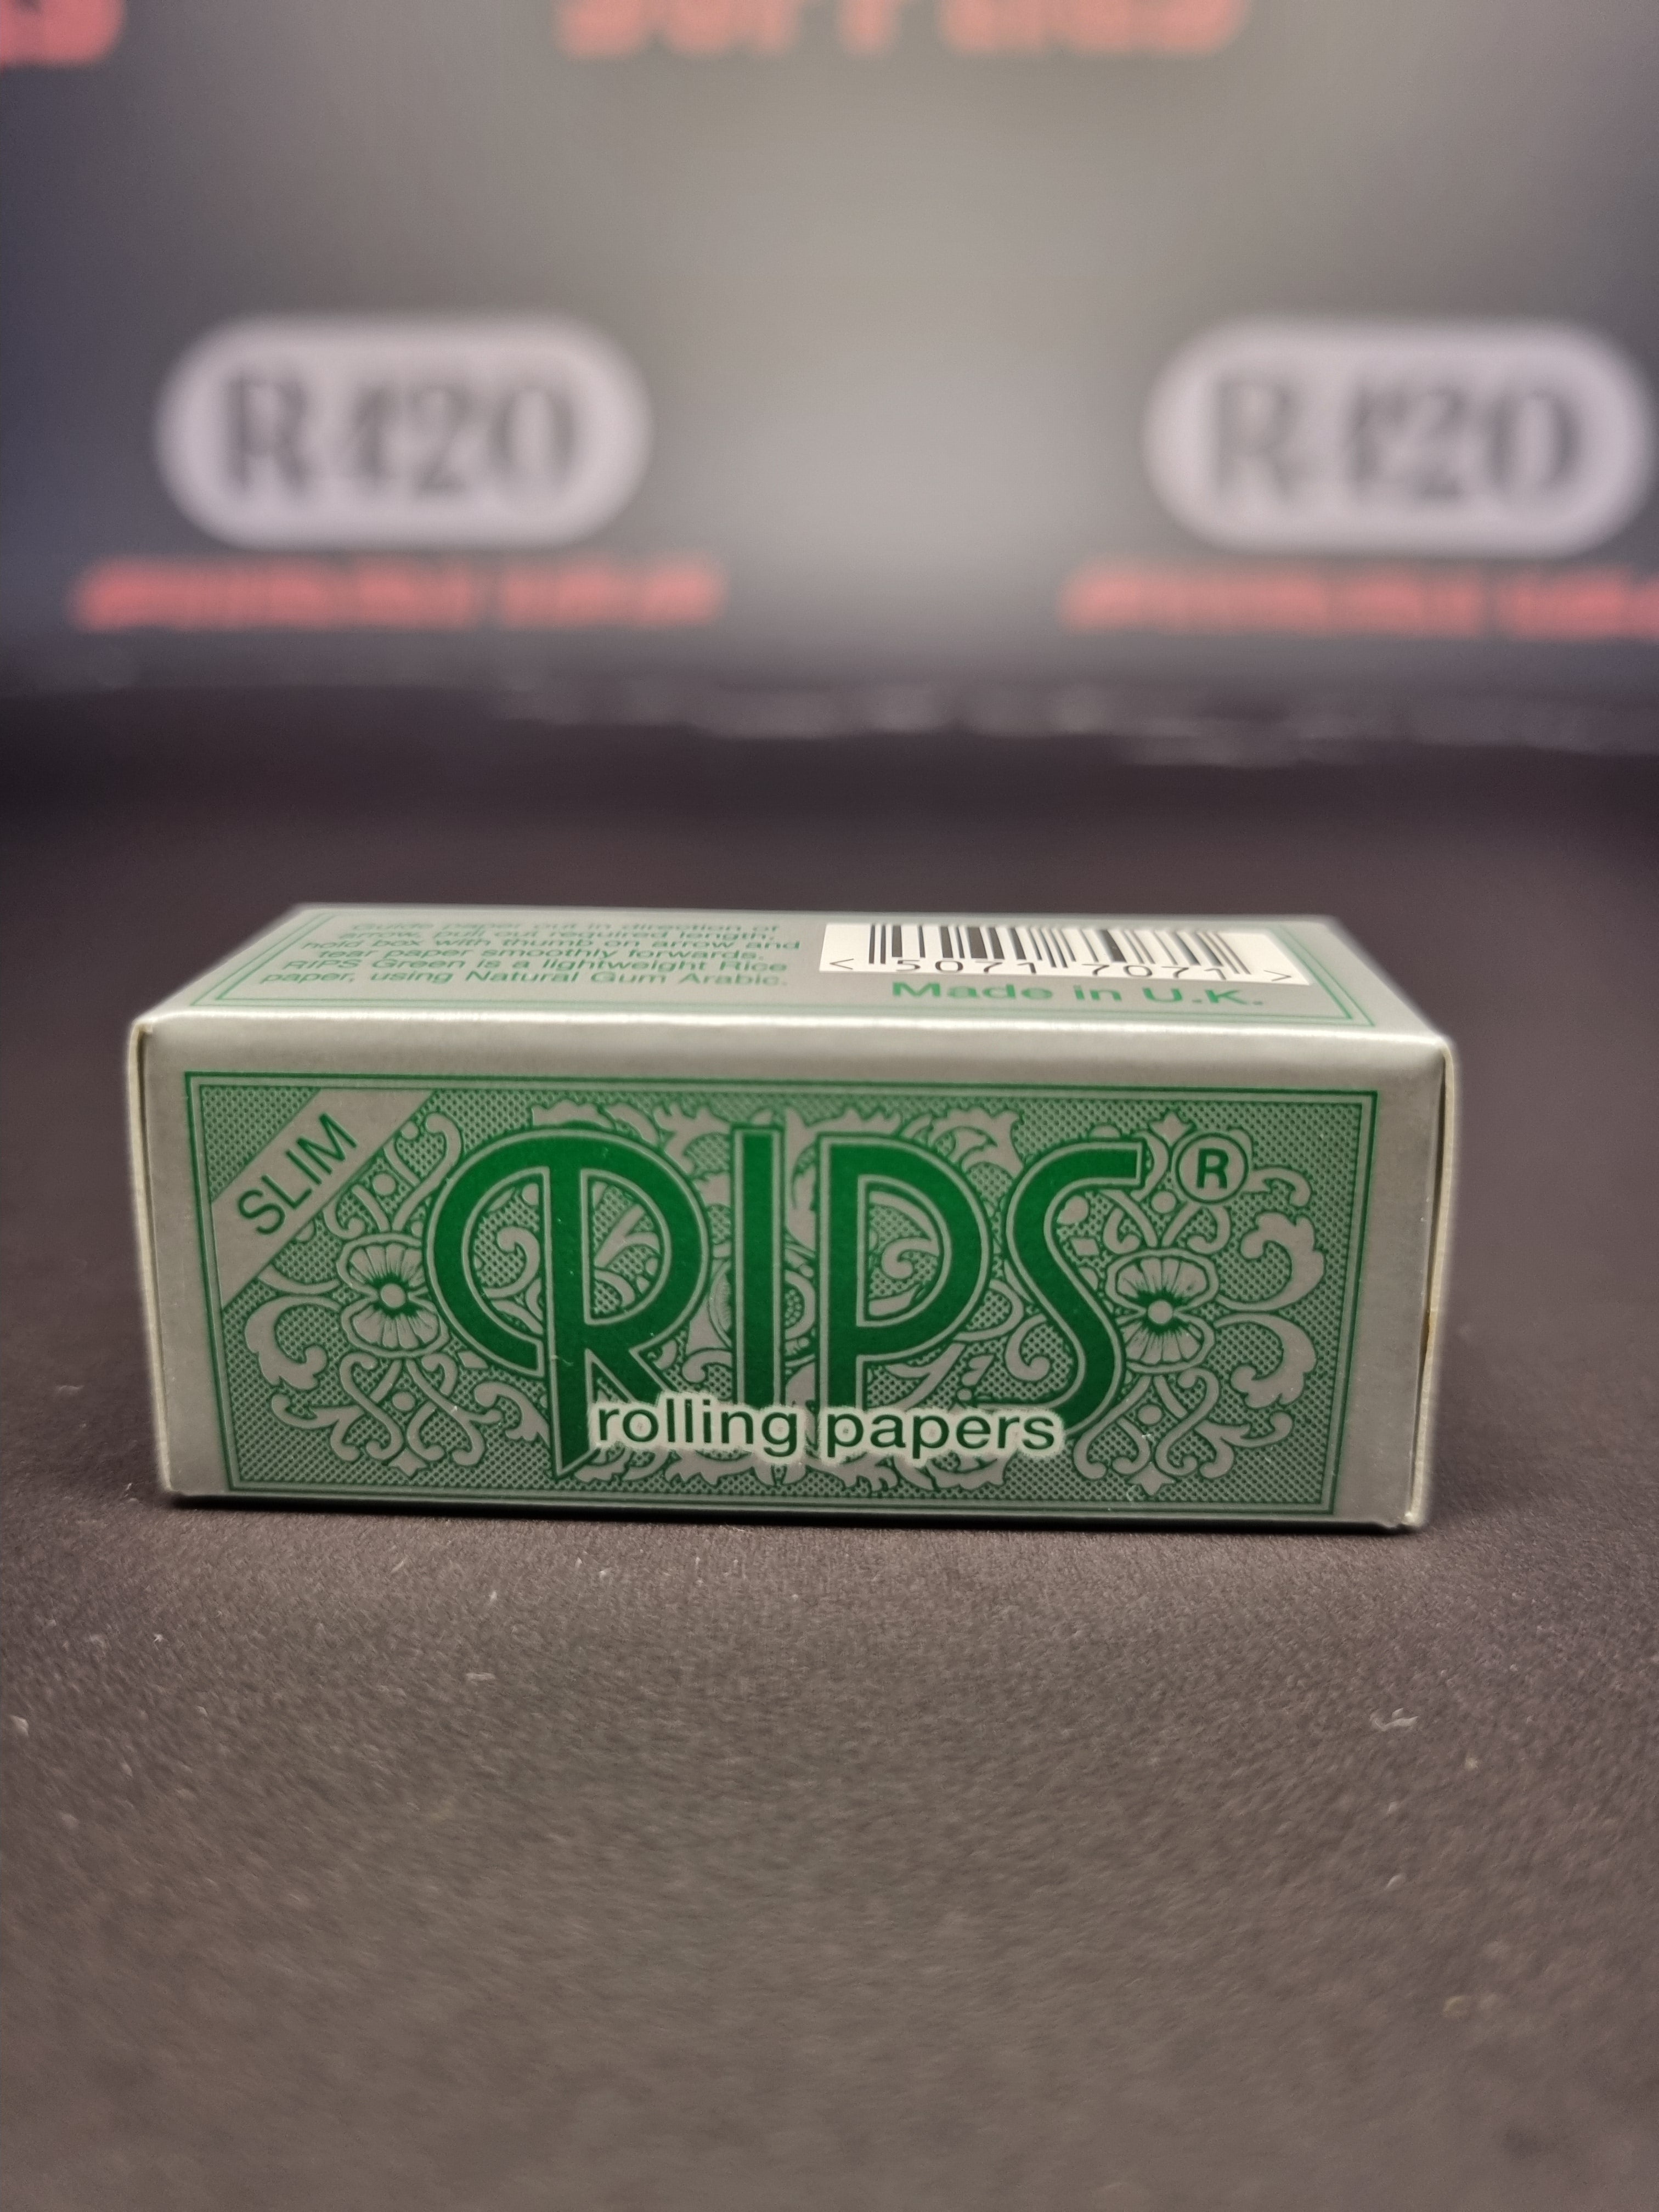 R420
R420
Guide paper out in direction of
arrow, pull out required length,
hold box with thumb on arrow and
tear paper smoothly forwards.
RIPS Green is a lightweight Rice
paper, using Natural Gum Arabic.
< 5071 7071 >
Made in U.K.
SLIM
RIPS®
rolling papers